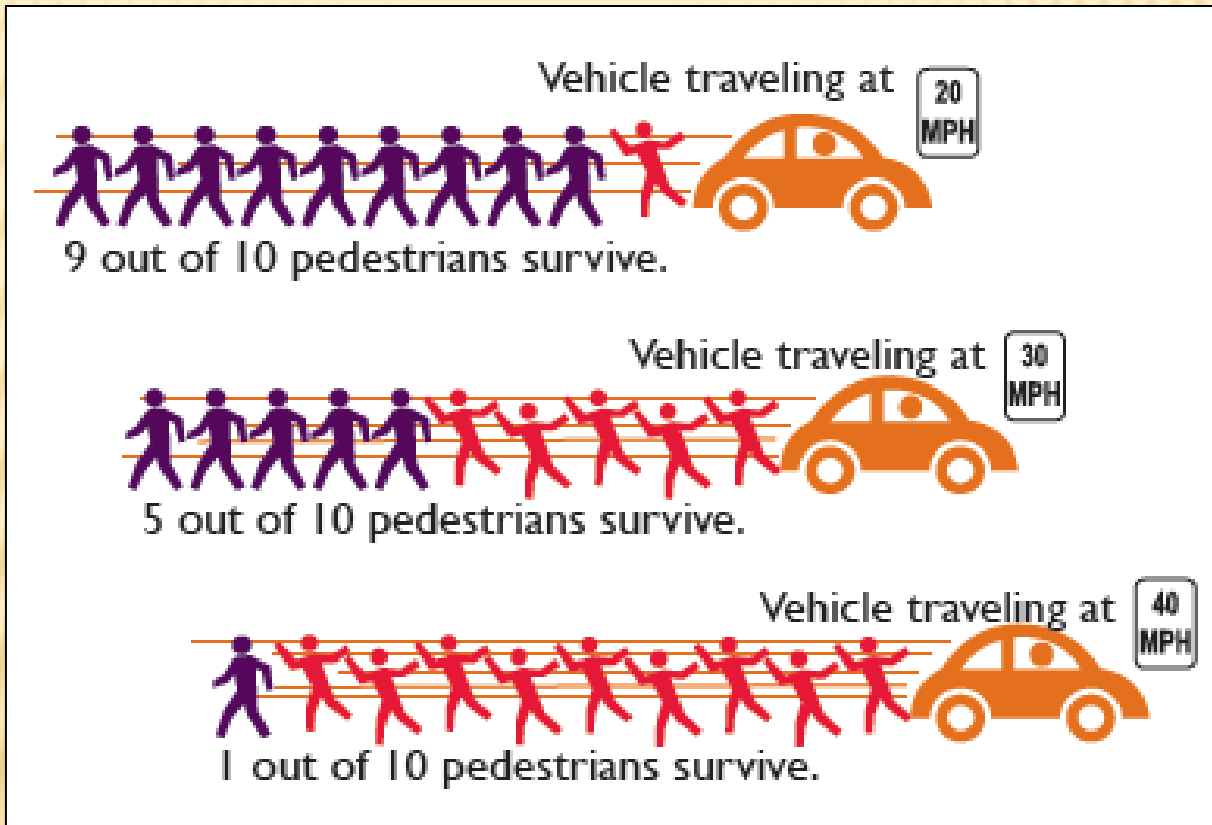 Vehicle traveling at 20 MPH
9 out of 10 pedestrians survive.
Vehicle traveling at 30 MPH
5 out of 10 pedestrians survive.
Vehicle traveling at 40 MPH
1 out of 10 pedestrians survive.